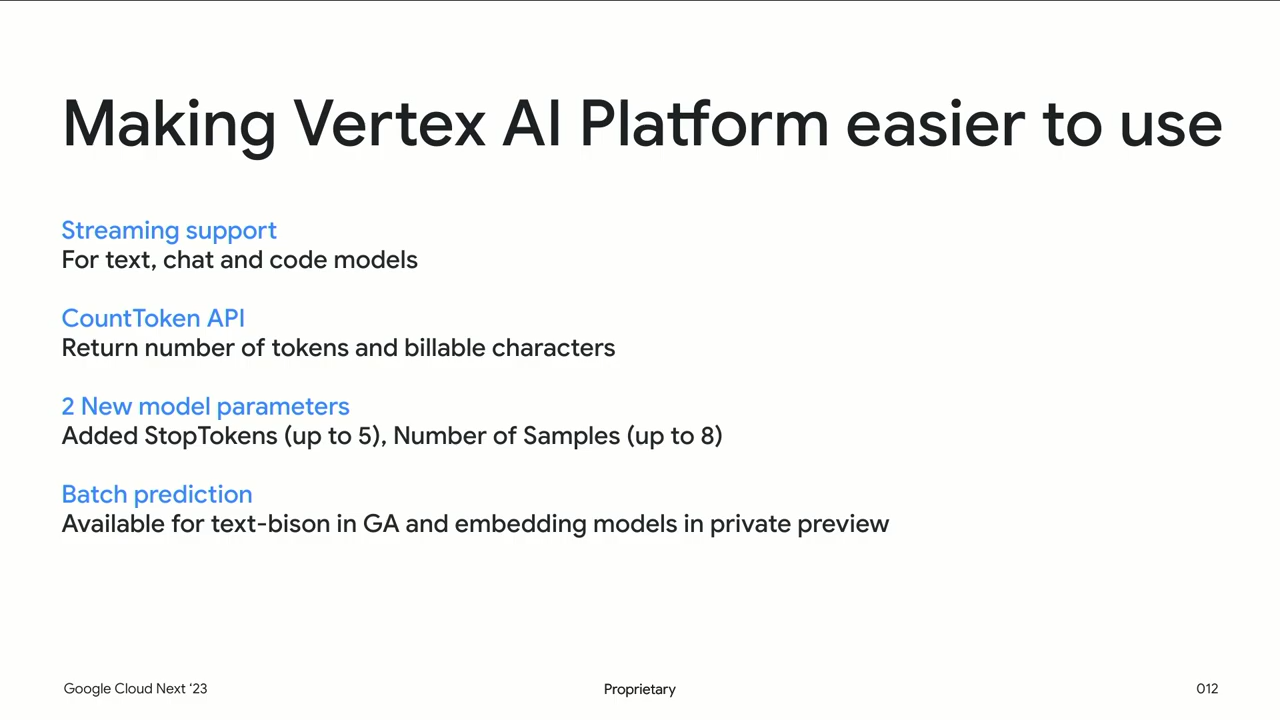 Making Vertex AI Platform easier to use
Streaming support
For text, chat and code models
CountToken API
Return number of tokens and billable characters
2 New model parameters
Added StopTokens (up to 5), Number of Samples (up to 8)
Batch prediction
Available for text-bison in GA and embedding models in private preview
Google Cloud Next ‘23
Proprietary
012